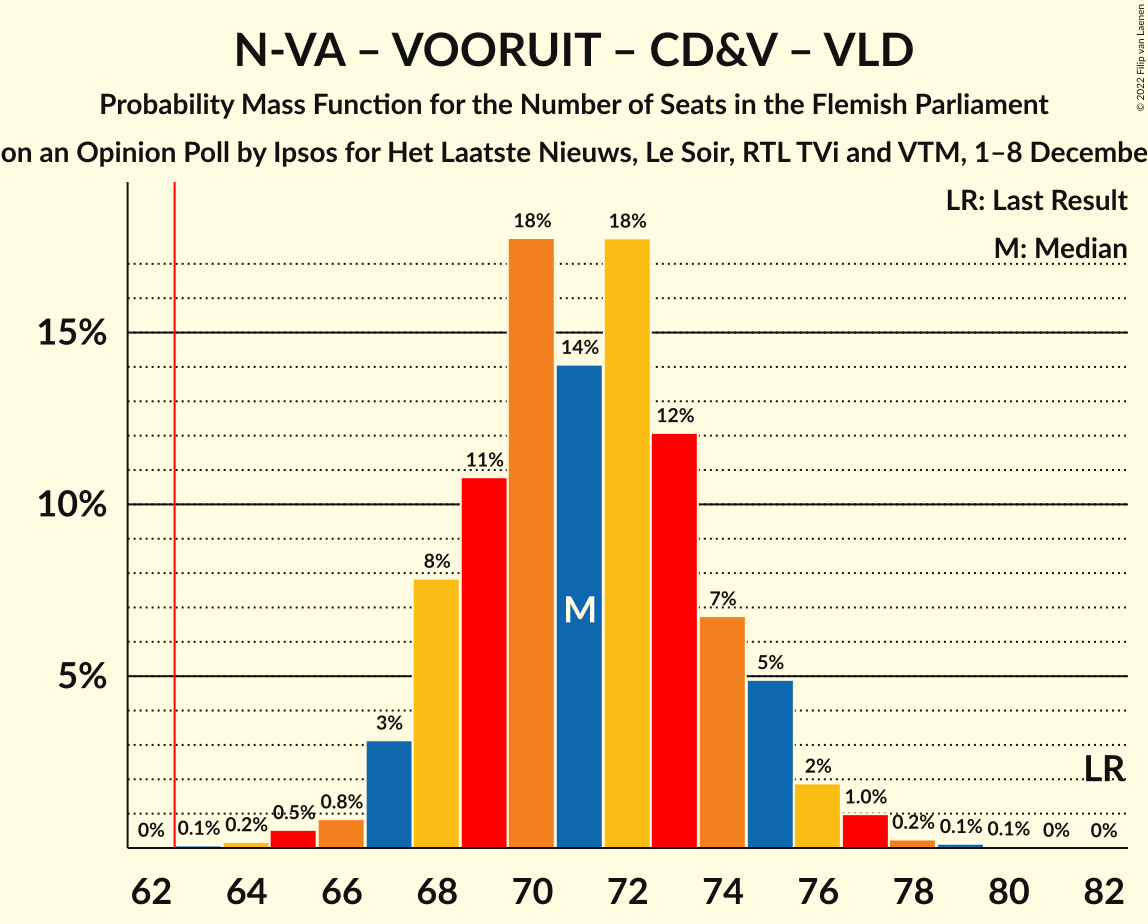 N-VA – VOORUIT – CD&V – VLD
Probability Mass Function for the Number of Seats in the Flemish Parliament
on an Opinion Poll by Ipsos for Het Laatste Nieuws, Le Soir, RTL TVi and VTM, 1–8 Decembe
© 2022 Filip van Laenen
LR: Last Result
M: Median
18% 18%
15%
14%
12%
11%
10%
8%
M
7%
5%
5%
3%
2%
LR
0% 0.1% 0.2% 0.5% 0.8% 1.0% 0.2% 0.1% 0.1% 0% 0%
62 64 66 68 70 72 74 76 78 80 82